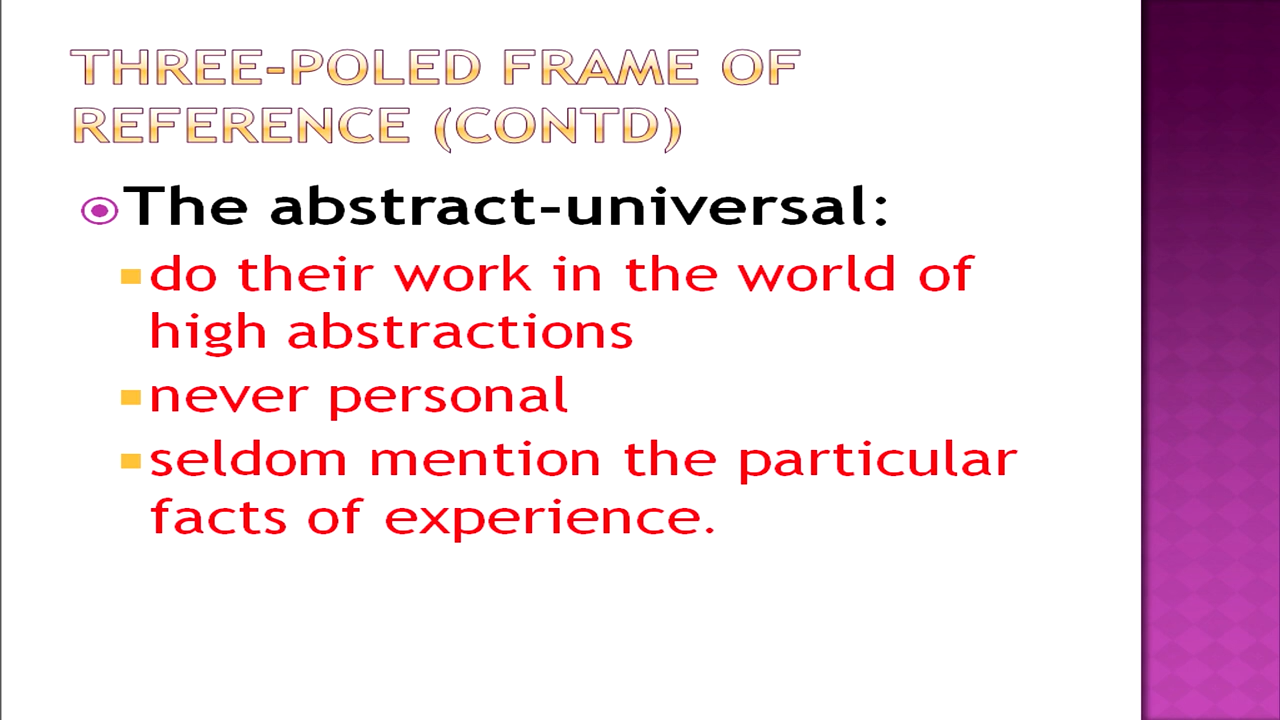 THREE-POLED FRAME OF
REFERENCE (CONTD)
The abstract-universal:
do their work in the world of
high abstractions
never personal
seldom mention the particular
facts of experience.